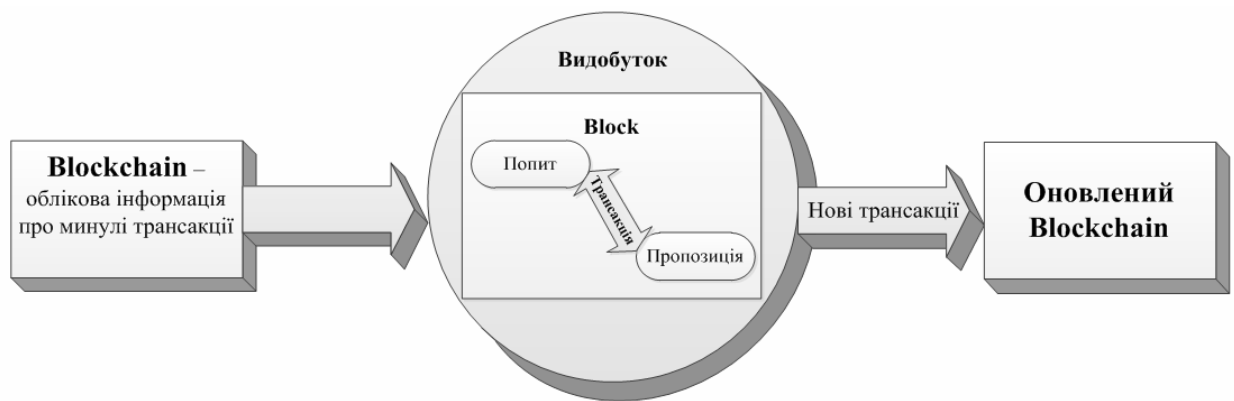 Blockchain –
облікова інформація
про минулі трансакції
Видобуток
Block
Попит
Трансакція
Пропозиція
Нові трансакції
Оновлений
Blockchain